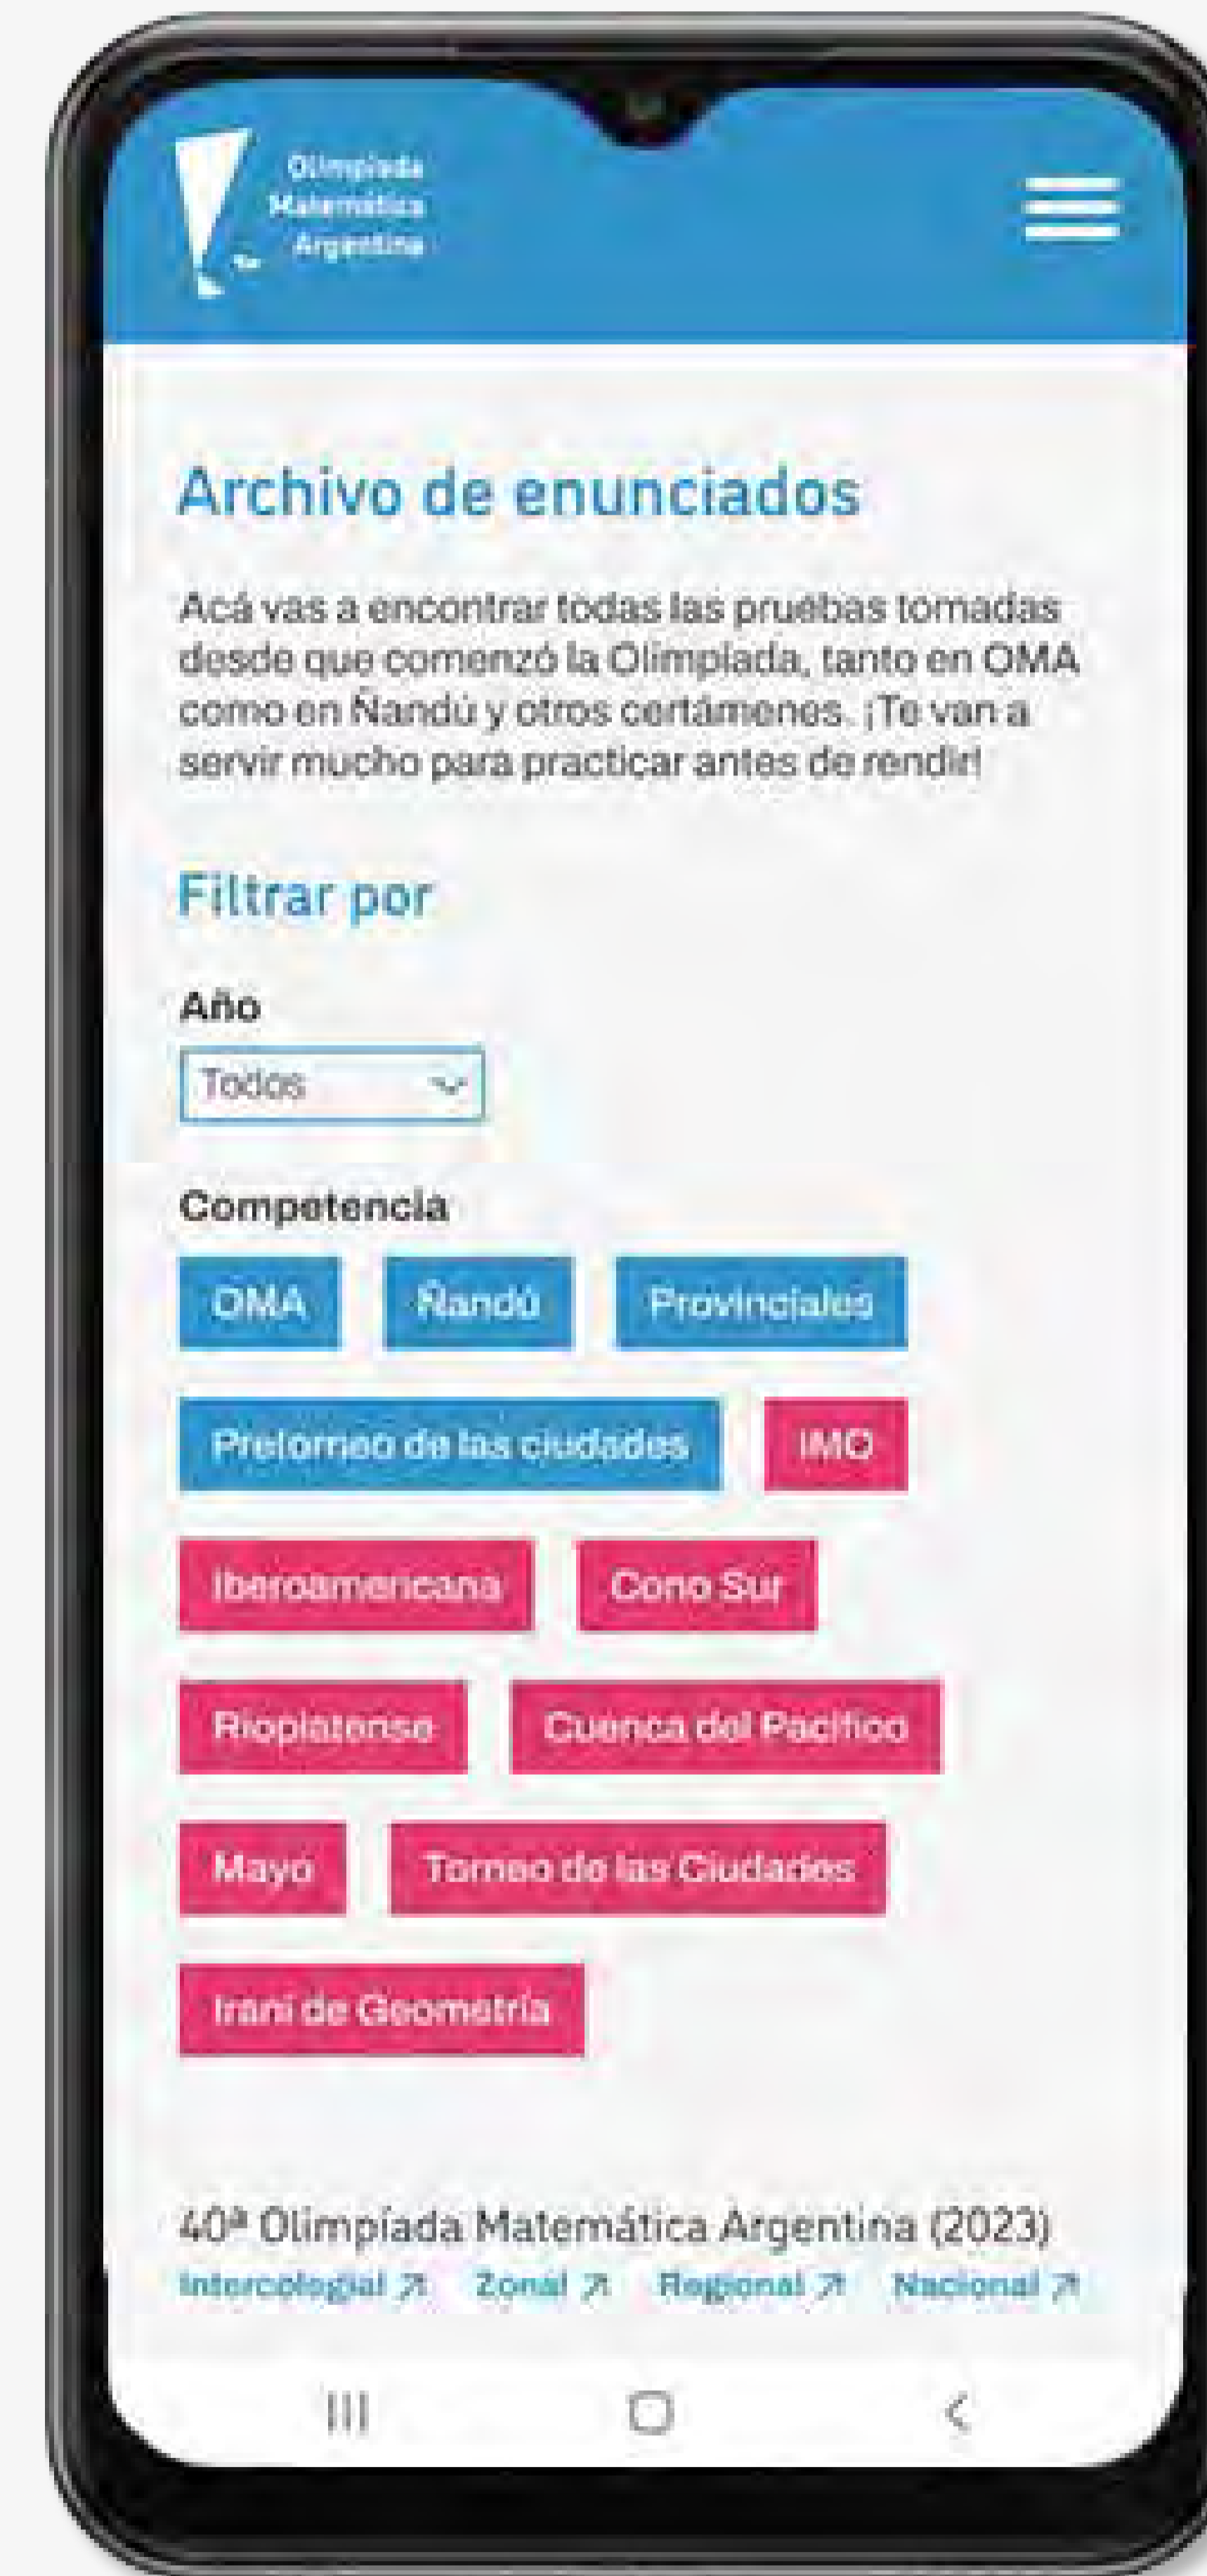 Olimpíada
Matemática
Argentina
Archivo de enunciados
Acá vas a encontrar todas las pruebas tomadas
desde que comenzó la Olimpíada, tanto en OMA
como en Ñandú y otros certámenes. ¡Te van a
servir mucho para practicar antes de rendir!
Filtrar por
Año
Todos
Competencia
OMA Ñandú Provinciales
Pretorneo de las ciudades IMO
Iberoamericana Cono Sur
Rioplatense Cuenca del Pacífico
Mayo Torneo de las Ciudades
Iraní de Geometría
40ª Olimpíada Matemática Argentina (2023)
Intercolegial ↗ Zonal ↗ Regional ↗ Nacional ↗